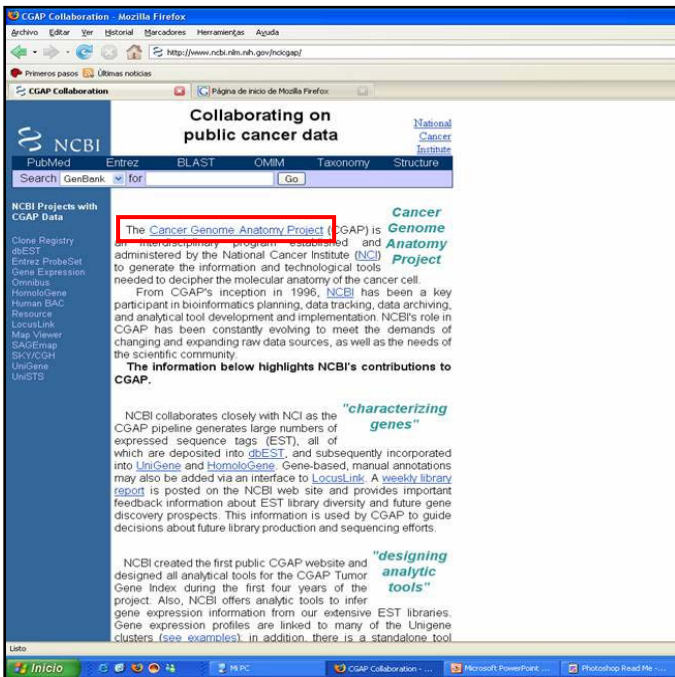 CGAP Collaboration - Mozilla Firefox
Archivo Editar Ver Historial Marcadores Herramientas Ayuda
http://www.ncbi.nlm.nih.gov/ncicgap/
Primeros pasos Últimas noticias
CGAP Collaboration Página de inicio de Mozilla Firefox
NCBI
Collaborating on
public cancer data
National
Cancer
Institute
PubMed Entrez BLAST OMIM Taxonomy Structure
Search GenBank for Go
NCBI Projects with
CGAP Data
Clone Registry
dbEST
Entrez ProbeSet
Gene Expression
Omnibus
HomoloGene
Human BAC
Resource
LocusLink
Map Viewer
SAGEmap
SKY/CGH
UniGene
UniSTS
Cancer
Genome
Anatomy
Project
The Cancer Genome Anatomy Project (CGAP) is
an interdisciplinary program established and
administered by the National Cancer Institute (NCI)
to generate the information and technological tools
needed to decipher the molecular anatomy of the cancer cell.
From CGAP's inception in 1996, NCBI has been a key
participant in bioinformatics planning, data tracking, data archiving,
and analytical tool development and implementation. NCBI's role in
CGAP has been constantly evolving to meet the demands of
changing and expanding raw data sources, as well as the needs of
the scientific community.
The information below highlights NCBI's contributions to
CGAP.
"characterizing
genes"
NCBI collaborates closely with NCI as the
CGAP pipeline generates large numbers of
expressed sequence tags (EST), all of
which are deposited into dbEST, and subsequently incorporated
into UniGene and HomoloGene. Gene-based, manual annotations
may also be added via an interface to LocusLink. A weekly library
report is posted on the NCBI web site and provides important
feedback information about EST library diversity and future gene
discovery prospects. This information is used by CGAP to guide
decisions about future library production and sequencing efforts.
"designing
analytic
tools"
NCBI created the first public CGAP website and
designed all analytical tools for the CGAP Tumor
Gene Index during the first four years of the
project. Also, NCBI offers analytic tools to infer
gene expression information from our extensive EST libraries.
Gene expression profiles are linked to many of the Unigene
clusters (see examples); in addition, there is a standalone tool
Listo
Inicio MI PC CGAP Collaboration - ... Microsoft PowerPoint ... Photoshop Read Me -...